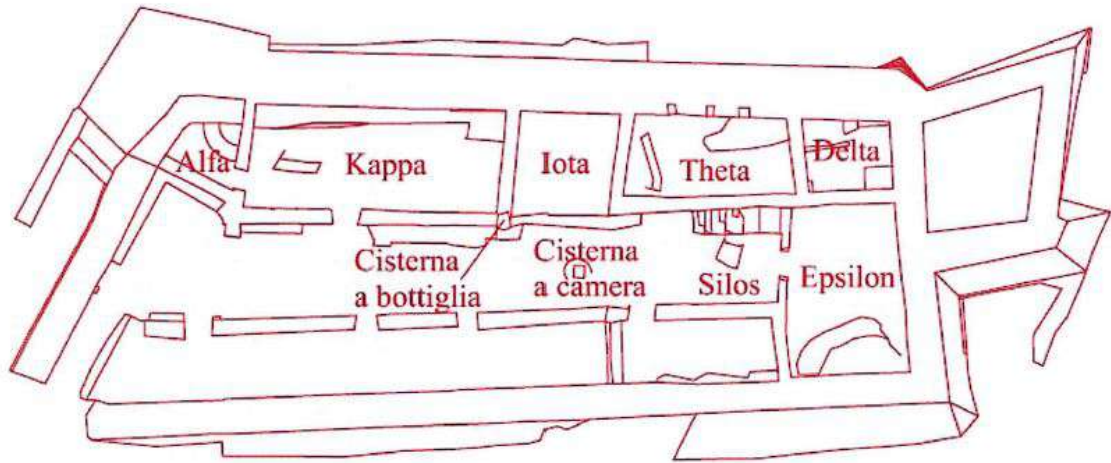 Alfa
Kappa
Iota
Theta
Delta
Cisterna
a bottiglia
Cisterna
a camera
Silos
Epsilon